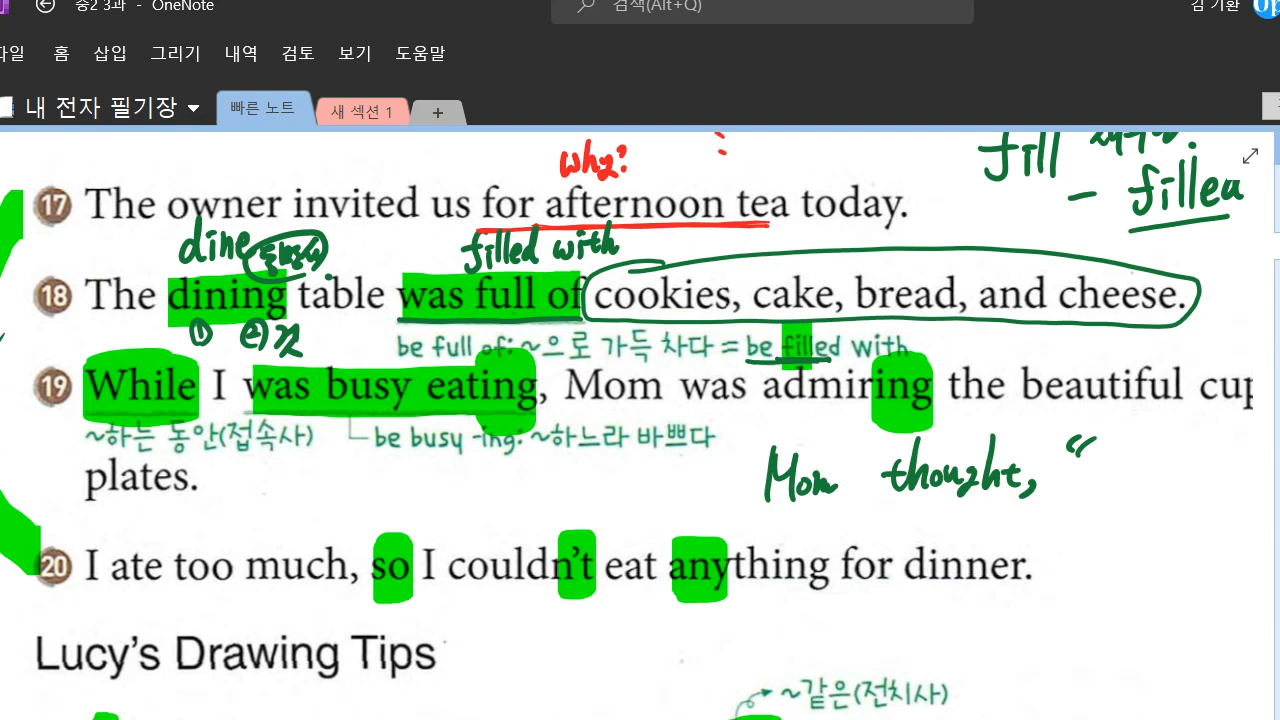 중2 3과 - OneNote
검색(Alt+Q)
김 기환
파일 홈 삽입 그리기 내역 검토 보기 도움말
내 전자 필기장
빠른 노트
새 섹션 1
+
why?
fill
- filled
17 The owner invited us for afternoon tea today.
dine
filled with
18 The dining table was full of cookies, cake, bread, and cheese.
① ② 것
be full of: ~으로 가득 차다 = be filled with
19 While I was busy eating, Mom was admiring the beautiful cup
~하는 동안(접속사)
be busy -ing: ~하느라 바쁘다
plates.
Mom thought, “
20 I ate too much, so I couldn't eat anything for dinner.
Lucy's Drawing Tips
~같은(전치사)